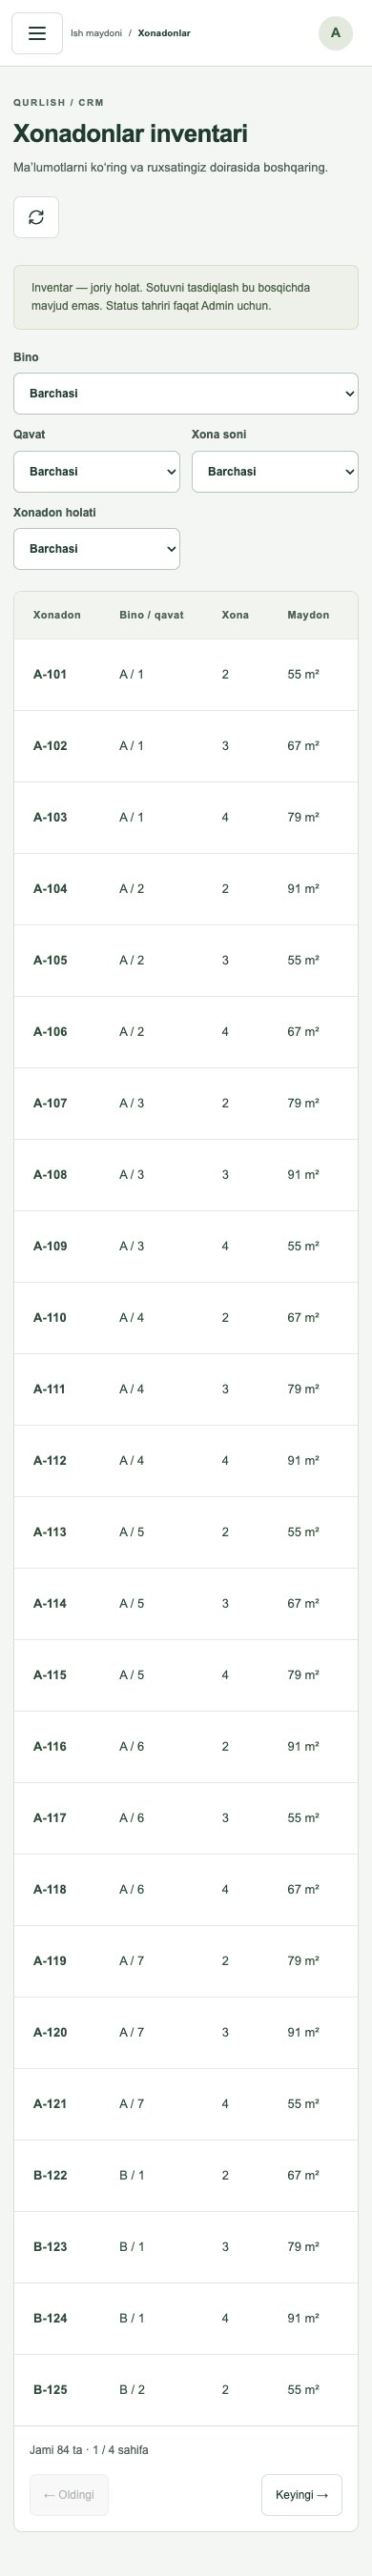 Ish maydoni / Xonadonlar
A
QURLISH / CRM
Xonadonlar inventari
Ma’lumotlarni ko‘ring va ruxsatingiz doirasida boshqaring.
Inventar — joriy holat. Sotuvni tasdiqlash bu bosqichda
mavjud emas. Status tahriri faqat Admin uchun.
Bino
Barchasi
Qavat Xona soni
Barchasi Barchasi
Xonadon holati
Barchasi
Xonadon Bino / qavat Xona Maydon
A-101 A / 1 2 55 m²
A-102 A / 1 3 67 m²
A-103 A / 1 4 79 m²
A-104 A / 2 2 91 m²
A-105 A / 2 3 55 m²
A-106 A / 2 4 67 m²
A-107 A / 3 2 79 m²
A-108 A / 3 3 91 m²
A-109 A / 3 4 55 m²
A-110 A / 4 2 67 m²
A-111 A / 4 3 79 m²
A-112 A / 4 4 91 m²
A-113 A / 5 2 55 m²
A-114 A / 5 3 67 m²
A-115 A / 5 4 79 m²
A-116 A / 6 2 91 m²
A-117 A / 6 3 55 m²
A-118 A / 6 4 67 m²
A-119 A / 7 2 79 m²
A-120 A / 7 3 91 m²
A-121 A / 7 4 55 m²
B-122 B / 1 2 67 m²
B-123 B / 1 3 79 m²
B-124 B / 1 4 91 m²
B-125 B / 2 2 55 m²
Jami 84 ta · 1 / 4 sahifa
← Oldingi Keyingi →